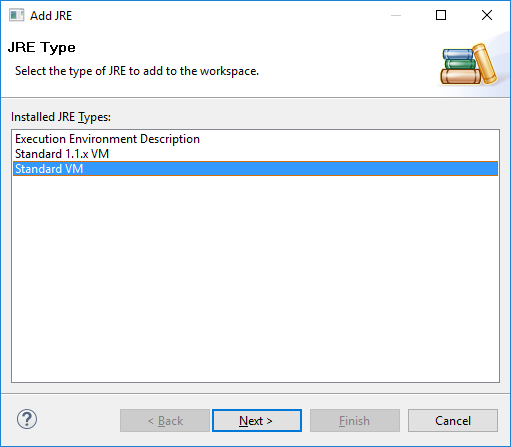 Add JRE
JRE Type
Select the type of JRE to add to the workspace.
Installed JRE Types:
Execution Environment Description
Standard 1.1.x VM
Standard VM
?
< Back
Next >
Finish
Cancel